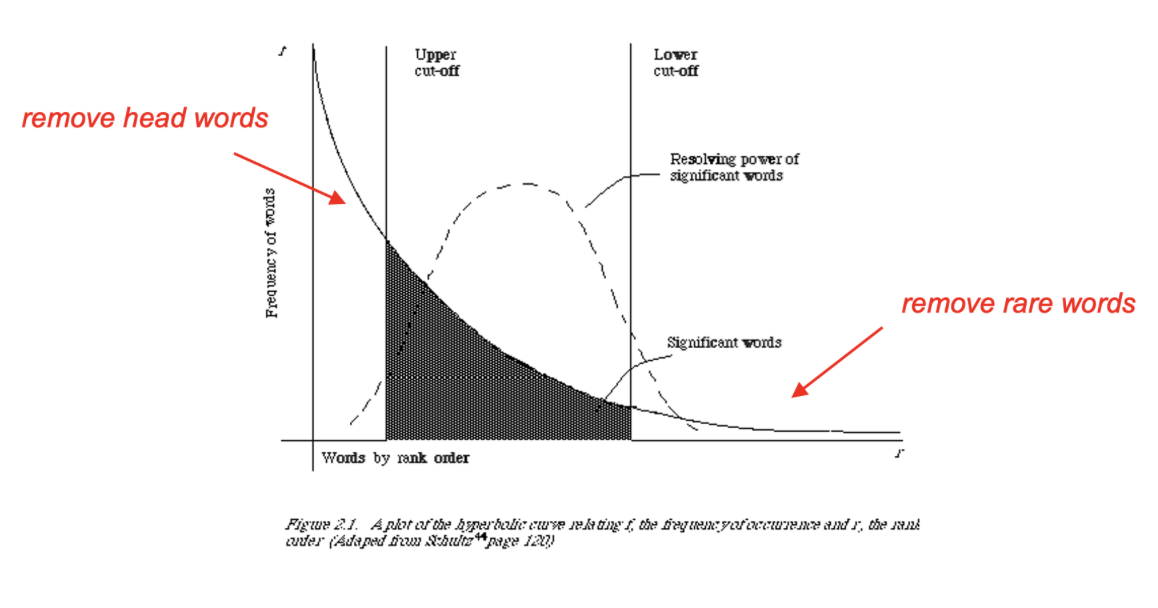 f
Upper
cut-off
Lower
cut-off
remove head words
Resolving power of
significant words
Frequency of words
remove rare words
Significant words
Words by rank order
r
Figure 2.1. A plot of the hyperbolic curve relating f, the frequency of occurrence and r, the rank
order (Adaped from Schultz 44 page 120)